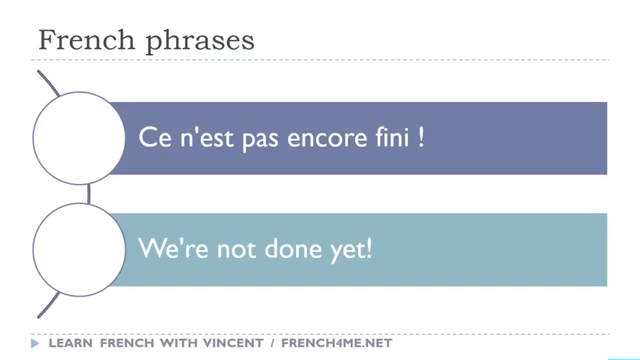 French phrases
Ce n'est pas encore fini !
We're not done yet!
LEARN FRENCH WITH VINCENT / FRENCH4ME.NET